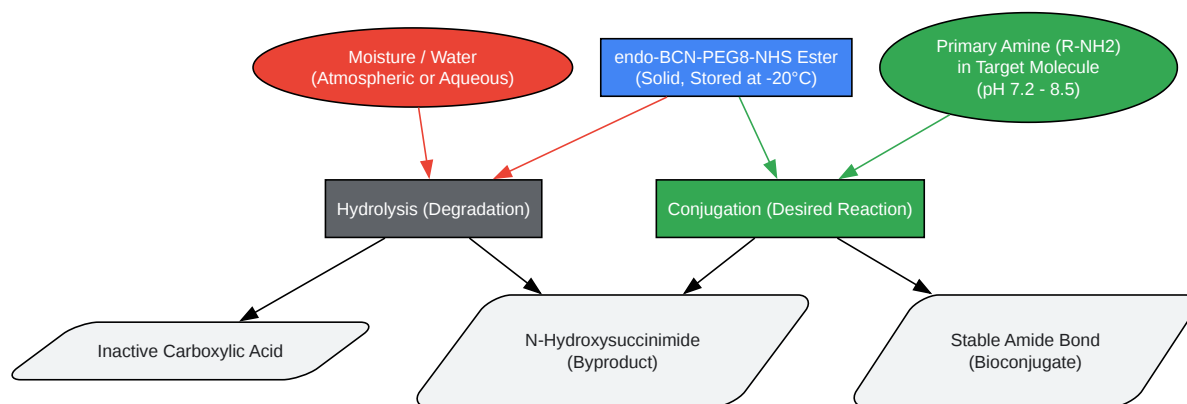 Moisture / Water
(Atmospheric or Aqueous)
endo-BCN-PEG8-NHS Ester
(Solid, Stored at -20°C)
Primary Amine (R-NH2)
in Target Molecule
(pH 7.2 - 8.5)
Hydrolysis (Degradation)
Conjugation (Desired Reaction)
Inactive Carboxylic Acid
N-Hydroxysuccinimide
(Byproduct)
Stable Amide Bond
(Bioconjugate)